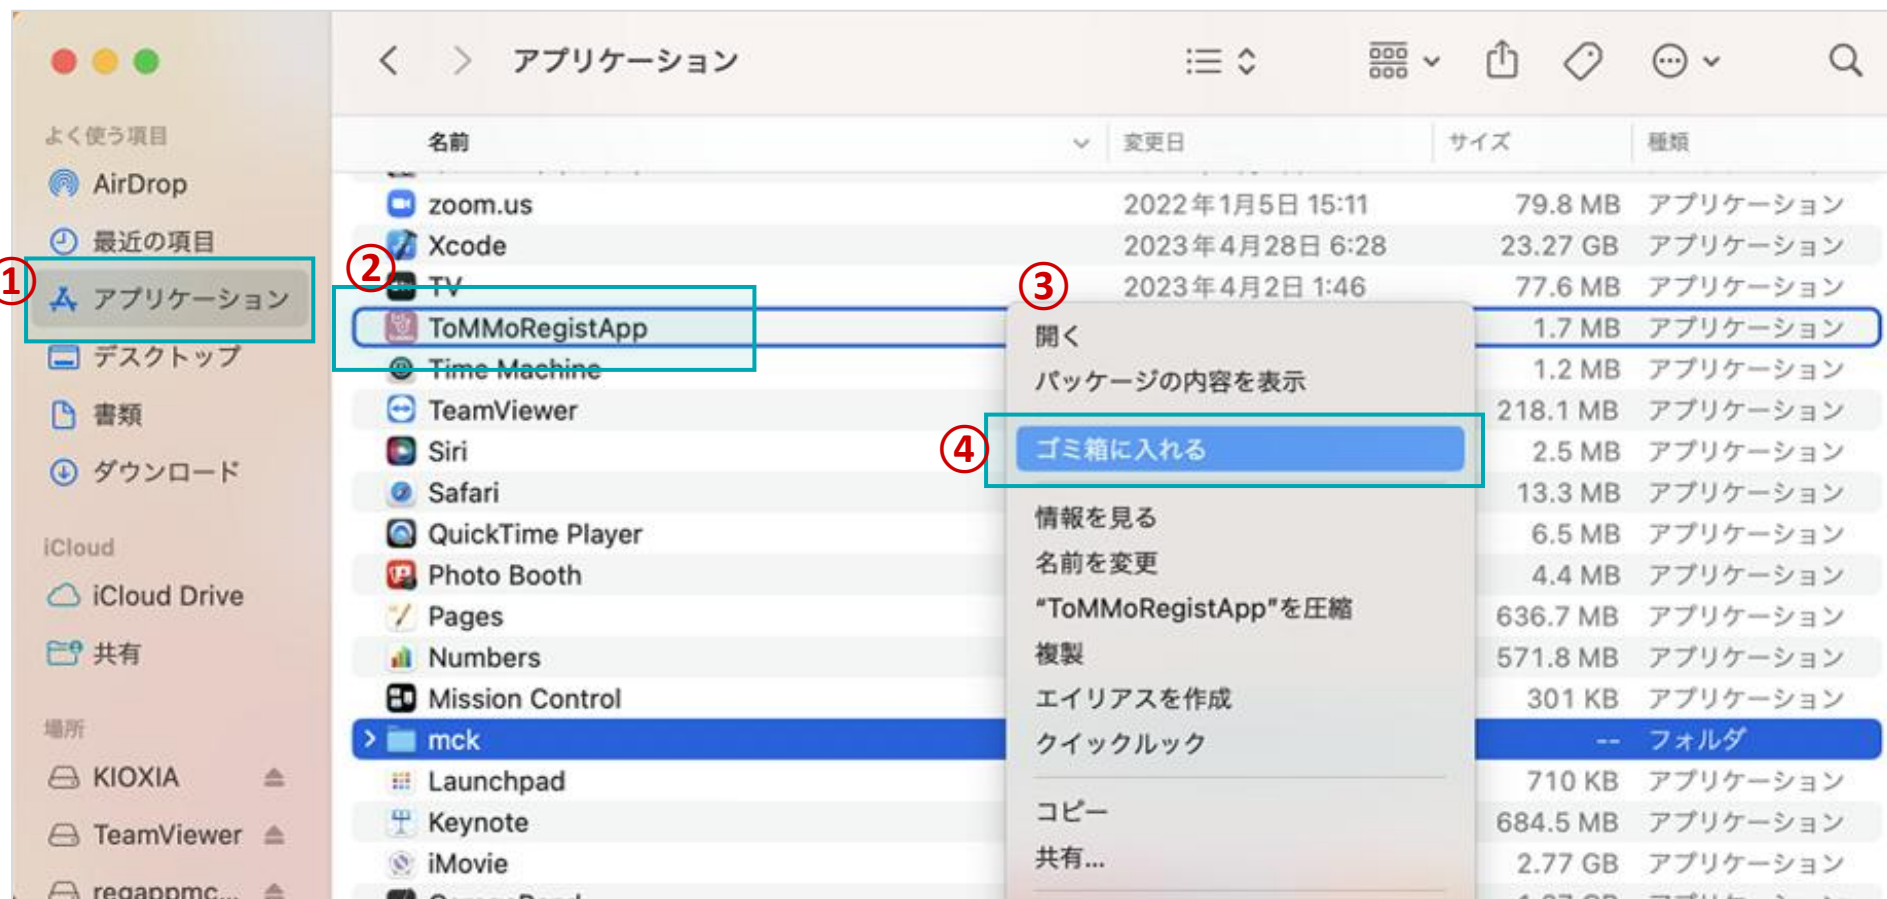 アプリケーション
よく使う項目
AirDrop
最近の項目
①
アプリケーション
デスクトップ
書類
ダウンロード
iCloud
iCloud Drive
共有
場所
KIOXIA
TeamViewer
regappmc...
名前 変更日 サイズ 種類
zoom.us 2022年1月5日 15:11 79.8 MB アプリケーション
Xcode 2023年4月28日 6:28 23.27 GB アプリケーション
②
TV 2023年4月2日 1:46 77.6 MB アプリケーション
ToMMoRegistApp 1.7 MB アプリケーション
Time Machine 1.2 MB アプリケーション
TeamViewer 218.1 MB アプリケーション
Siri 2.5 MB アプリケーション
Safari 13.3 MB アプリケーション
QuickTime Player 6.5 MB アプリケーション
Photo Booth 4.4 MB アプリケーション
Pages 636.7 MB アプリケーション
Numbers 571.8 MB アプリケーション
Mission Control 301 KB アプリケーション
mck -- フォルダ
Launchpad 710 KB アプリケーション
Keynote 684.5 MB アプリケーション
iMovie 2.77 GB アプリケーション
③
開く
パッケージの内容を表示
④
ゴミ箱に入れる
情報を見る
名前を変更
“ToMMoRegistApp”を圧縮
複製
エイリアスを作成
クイックルック
コピー
共有...